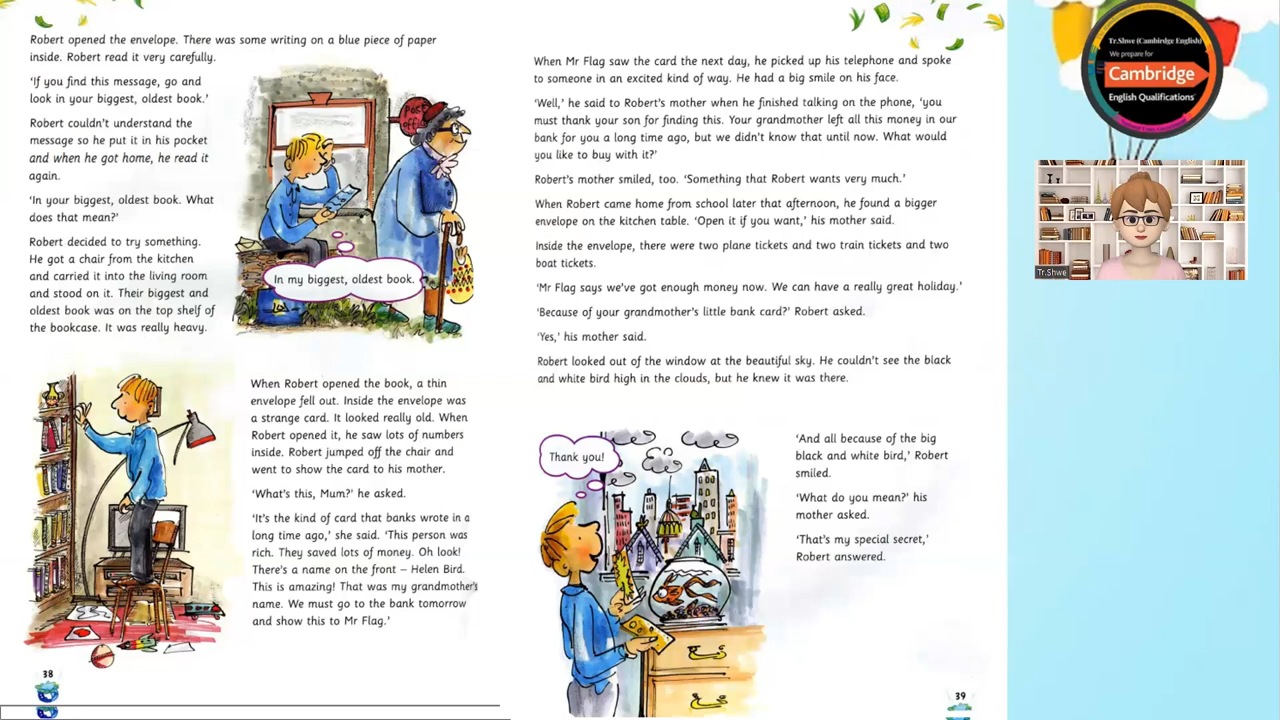 Robert opened the envelope. There was some writing on a blue piece of paper
inside. Robert read it very carefully.
‘If you find this message, go and
look in your biggest, oldest book.’
Robert couldn’t understand the
message so he put it in his pocket
and when he got home, he read it
again.
‘In your biggest, oldest book. What
does that mean?’
Robert decided to try something.
He got a chair from the kitchen
and carried it into the living room
and stood on it. Their biggest and
oldest book was on the top shelf of
the bookcase. It was really heavy.
POST
OFFICE
In my biggest, oldest book.
When Robert opened the book, a thin
envelope fell out. Inside the envelope was
a strange card. It looked really old. When
Robert opened it, he saw lots of numbers
inside. Robert jumped off the chair and
went to show the card to his mother.
‘What’s this, Mum?’ he asked.
‘It’s the kind of card that banks wrote in a
long time ago,’ she said. ‘This person was
rich. They saved lots of money. Oh look!
There’s a name on the front – Helen Bird.
This is amazing! That was my grandmother’s
name. We must go to the bank tomorrow
and show this to Mr Flag.’
38
When Mr Flag saw the card the next day, he picked up his telephone and spoke
to someone in an excited kind of way. He had a big smile on his face.
‘Well,’ he said to Robert’s mother when he finished talking on the phone, ‘you
must thank your son for finding this. Your grandmother left all this money in our
bank for you a long time ago, but we didn’t know that until now. What would
you like to buy with it?’
Robert’s mother smiled, too. ‘Something that Robert wants very much.’
When Robert came home from school later that afternoon, he found a bigger
envelope on the kitchen table. ‘Open it if you want,’ his mother said.
Inside the envelope, there were two plane tickets and two train tickets and two
boat tickets.
‘Mr Flag says we’ve got enough money now. We can have a really great holiday.’
‘Because of your grandmother’s little bank card?’ Robert asked.
‘Yes,’ his mother said.
Robert looked out of the window at the beautiful sky. He couldn’t see the black
and white bird high in the clouds, but he knew it was there.
Thank you!
‘And all because of the big
black and white bird,’ Robert
smiled.
‘What do you mean?’ his
mother asked.
‘That’s my special secret,’
Robert answered.
39
Tr.Shwe (Cambridge English)
We prepare for
Cambridge
English Qualifications
Tr.Shwe